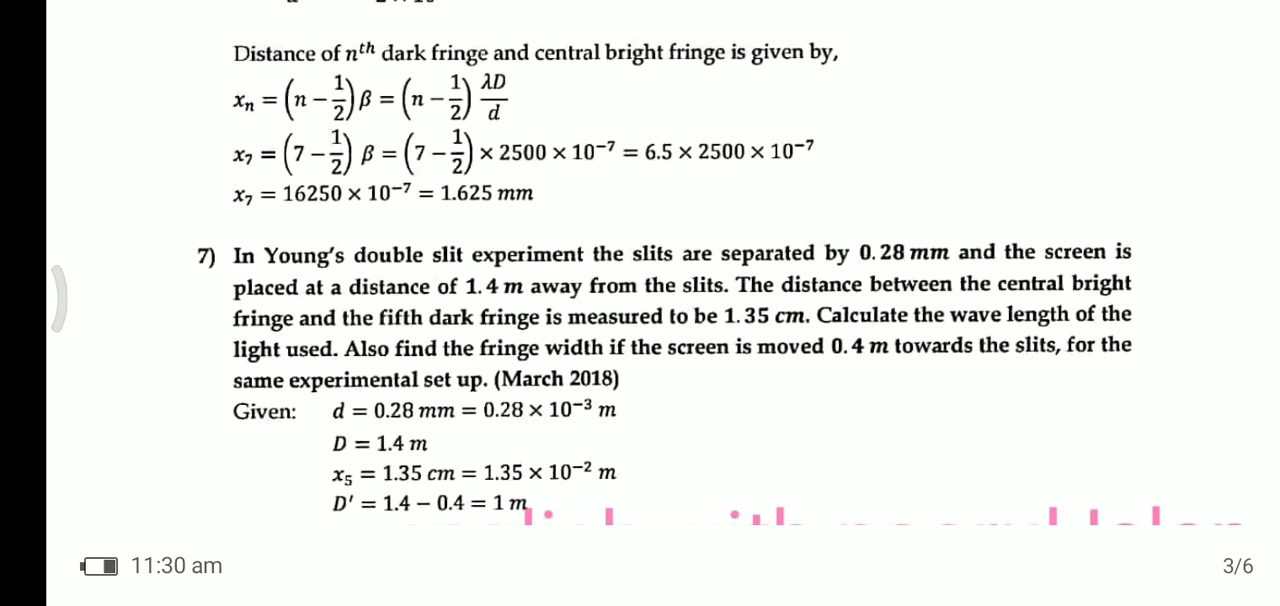 Distance of nᵗʰ dark fringe and central bright fringe is given by,
xₙ = (n − 1/2) β = (n − 1/2) λD/d
x₇ = (7 − 1/2) β = (7 − 1/2) × 2500 × 10⁻⁷ = 6.5 × 2500 × 10⁻⁷
x₇ = 16250 × 10⁻⁷ = 1.625 mm
7) In Young's double slit experiment the slits are separated by 0.28 mm and the screen is
placed at a distance of 1.4 m away from the slits. The distance between the central bright
fringe and the fifth dark fringe is measured to be 1.35 cm. Calculate the wave length of the
light used. Also find the fringe width if the screen is moved 0.4 m towards the slits, for the
same experimental set up. (March 2018)
Given: d = 0.28 mm = 0.28 × 10⁻³ m
D = 1.4 m
x₅ = 1.35 cm = 1.35 × 10⁻² m
D′ = 1.4 − 0.4 = 1 m
11:30 am 3/6